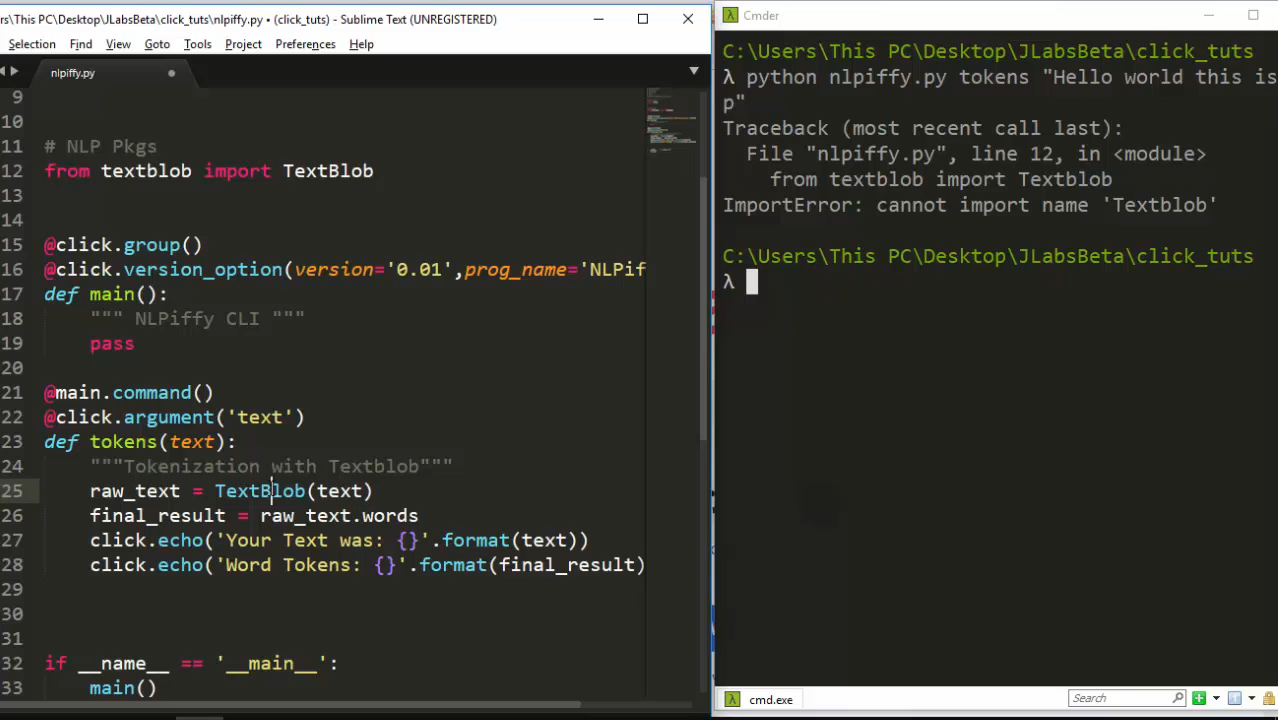 ers\This PC\Desktop\JLabsBeta\click_tuts\nlpiffy.py • (click_tuts) - Sublime Text (UNREGISTERED)
Selection Find View Goto Tools Project Preferences Help
nlpiffy.py
9
10
11 # NLP Pkgs
12 from textblob import TextBlob
13
14
15 @click.group()
16 @click.version_option(version='0.01',prog_name='NLPif
17 def main():
18 """ NLPiffy CLI """
19 pass
20
21 @main.command()
22 @click.argument('text')
23 def tokens(text):
24 """Tokenization with Textblob"""
25 raw_text = TextBlob(text)
26 final_result = raw_text.words
27 click.echo('Your Text was: {}'.format(text))
28 click.echo('Word Tokens: {}'.format(final_result)
29
30
31
32 if __name__ == '__main__':
33 main()
Cmder
C:\Users\This PC\Desktop\JLabsBeta\click_tuts
λ python nlpiffy.py tokens "Hello world this is
p"
Traceback (most recent call last):
File "nlpiffy.py", line 12, in <module>
from textblob import Textblob
ImportError: cannot import name 'Textblob'
C:\Users\This PC\Desktop\JLabsBeta\click_tuts
λ
cmd.exe
Search